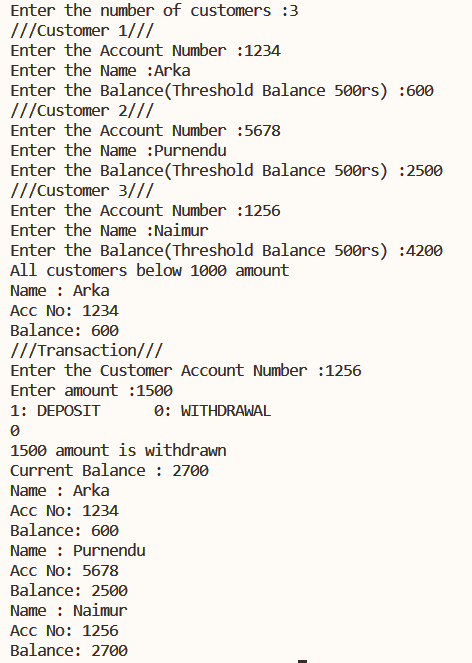 Enter the number of customers :3
///Customer 1///
Enter the Account Number :1234
Enter the Name :Arka
Enter the Balance(Threshold Balance 500rs) :600
///Customer 2///
Enter the Account Number :5678
Enter the Name :Purnendu
Enter the Balance(Threshold Balance 500rs) :2500
///Customer 3///
Enter the Account Number :1256
Enter the Name :Naimur
Enter the Balance(Threshold Balance 500rs) :4200
All customers below 1000 amount
Name : Arka
Acc No: 1234
Balance: 600
///Transaction///
Enter the Customer Account Number :1256
Enter amount :1500
1: DEPOSIT      0: WITHDRAWAL
0
1500 amount is withdrawn
Current Balance : 2700
Name : Arka
Acc No: 1234
Balance: 600
Name : Purnendu
Acc No: 5678
Balance: 2500
Name : Naimur
Acc No: 1256
Balance: 2700